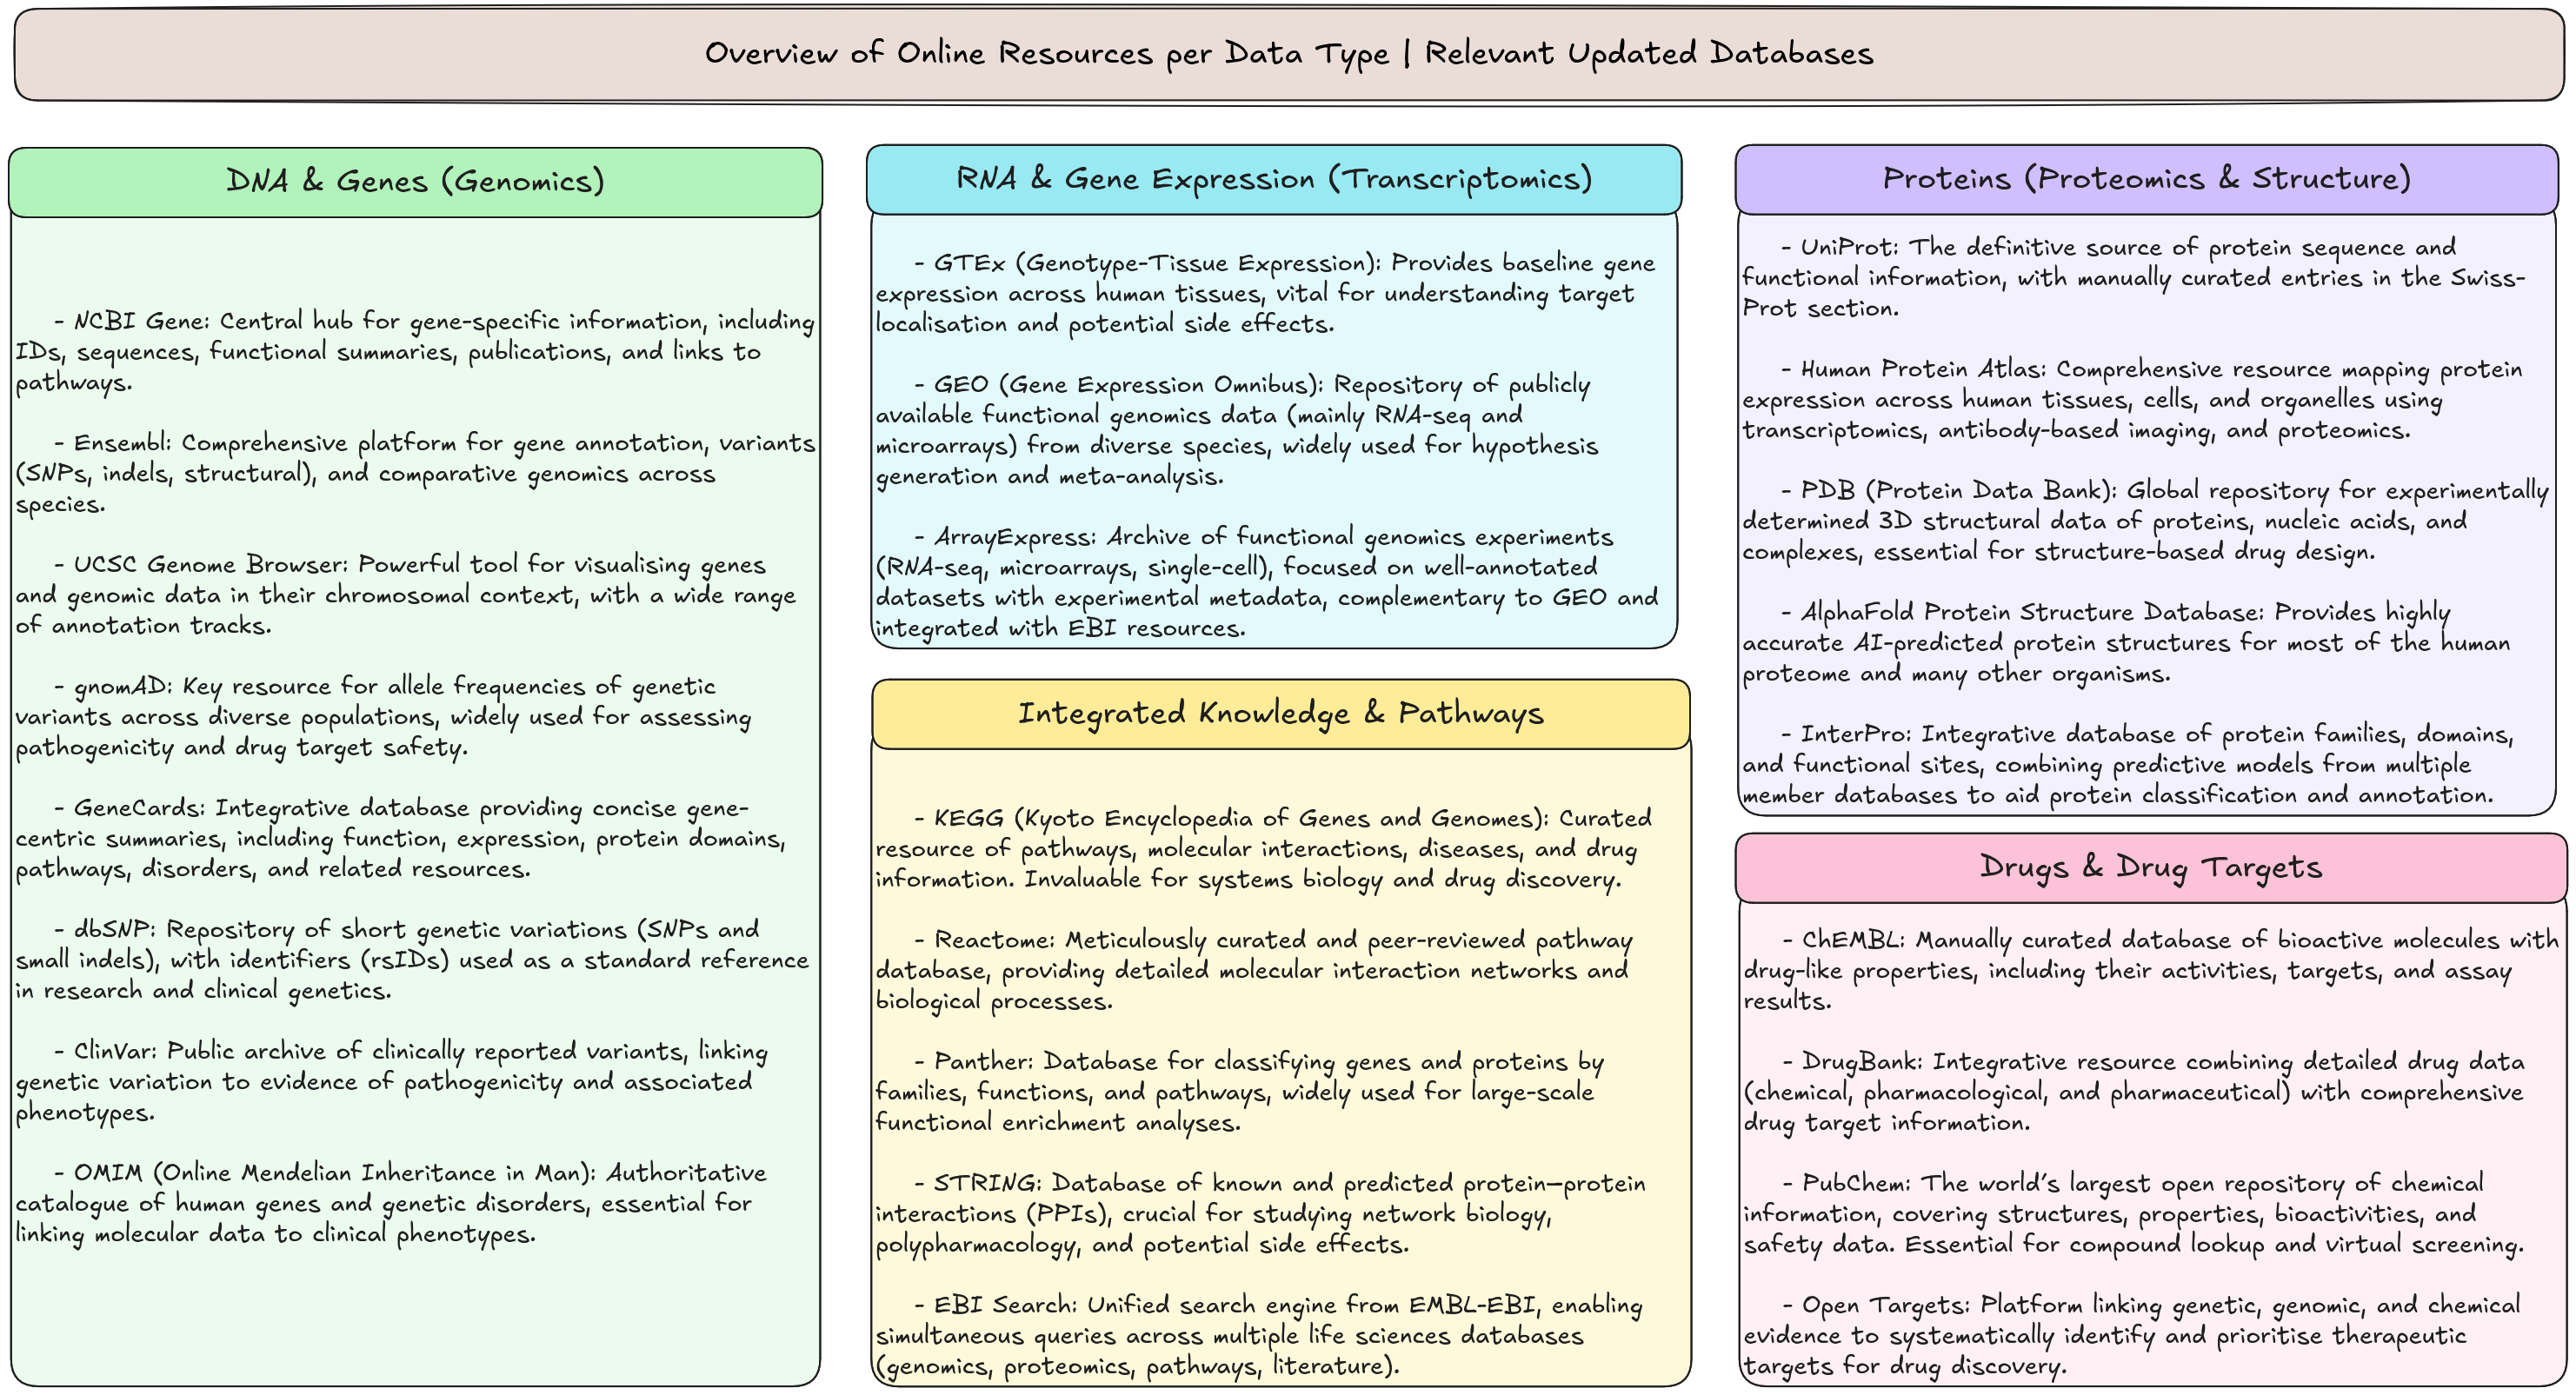 Overview of Online Resources per Data Type | Relevant Updated Databases
DNA & Genes (Genomics)
- NCBI Gene: Central hub for gene-specific information, including
IDs, sequences, functional summaries, publications, and links to
pathways.
- Ensembl: Comprehensive platform for gene annotation, variants
(SNPs, indels, structural), and comparative genomics across
species.
- UCSC Genome Browser: Powerful tool for visualising genes
and genomic data in their chromosomal context, with a wide range
of annotation tracks.
- gnomAD: Key resource for allele frequencies of genetic
variants across diverse populations, widely used for assessing
pathogenicity and drug target safety.
- GeneCards: Integrative database providing concise gene-
centric summaries, including function, expression, protein domains,
pathways, disorders, and related resources.
- dbSNP: Repository of short genetic variations (SNPs and
small indels), with identifiers (rsIDs) used as a standard reference
in research and clinical genetics.
- ClinVar: Public archive of clinically reported variants, linking
genetic variation to evidence of pathogenicity and associated
phenotypes.
- OMIM (Online Mendelian Inheritance in Man): Authoritative
catalogue of human genes and genetic disorders, essential for
linking molecular data to clinical phenotypes.
RNA & Gene Expression (Transcriptomics)
- GTEx (Genotype-Tissue Expression): Provides baseline gene
expression across human tissues, vital for understanding target
localisation and potential side effects.
- GEO (Gene Expression Omnibus): Repository of publicly
available functional genomics data (mainly RNA-seq and
microarrays) from diverse species, widely used for hypothesis
generation and meta-analysis.
- ArrayExpress: Archive of functional genomics experiments
(RNA-seq, microarrays, single-cell), focused on well-annotated
datasets with experimental metadata, complementary to GEO and
integrated with EBI resources.
Integrated Knowledge & Pathways
- KEGG (Kyoto Encyclopedia of Genes and Genomes): Curated
resource of pathways, molecular interactions, diseases, and drug
information. Invaluable for systems biology and drug discovery.
- Reactome: Meticulously curated and peer-reviewed pathway
database, providing detailed molecular interaction networks and
biological processes.
- Panther: Database for classifying genes and proteins by
families, functions, and pathways, widely used for large-scale
functional enrichment analyses.
- STRING: Database of known and predicted protein–protein
interactions (PPIs), crucial for studying network biology,
polypharmacology, and potential side effects.
- EBI Search: Unified search engine from EMBL-EBI, enabling
simultaneous queries across multiple life sciences databases
(genomics, proteomics, pathways, literature).
Proteins (Proteomics & Structure)
- UniProt: The definitive source of protein sequence and
functional information, with manually curated entries in the Swiss-
Prot section.
- Human Protein Atlas: Comprehensive resource mapping protein
expression across human tissues, cells, and organelles using
transcriptomics, antibody-based imaging, and proteomics.
- PDB (Protein Data Bank): Global repository for experimentally
determined 3D structural data of proteins, nucleic acids, and
complexes, essential for structure-based drug design.
- AlphaFold Protein Structure Database: Provides highly
accurate AI-predicted protein structures for most of the human
proteome and many other organisms.
- InterPro: Integrative database of protein families, domains,
and functional sites, combining predictive models from multiple
member databases to aid protein classification and annotation.
Drugs & Drug Targets
- ChEMBL: Manually curated database of bioactive molecules with
drug-like properties, including their activities, targets, and assay
results.
- DrugBank: Integrative resource combining detailed drug data
(chemical, pharmacological, and pharmaceutical) with comprehensive
drug target information.
- PubChem: The world's largest open repository of chemical
information, covering structures, properties, bioactivities, and
safety data. Essential for compound lookup and virtual screening.
- Open Targets: Platform linking genetic, genomic, and chemical
evidence to systematically identify and prioritise therapeutic
targets for drug discovery.